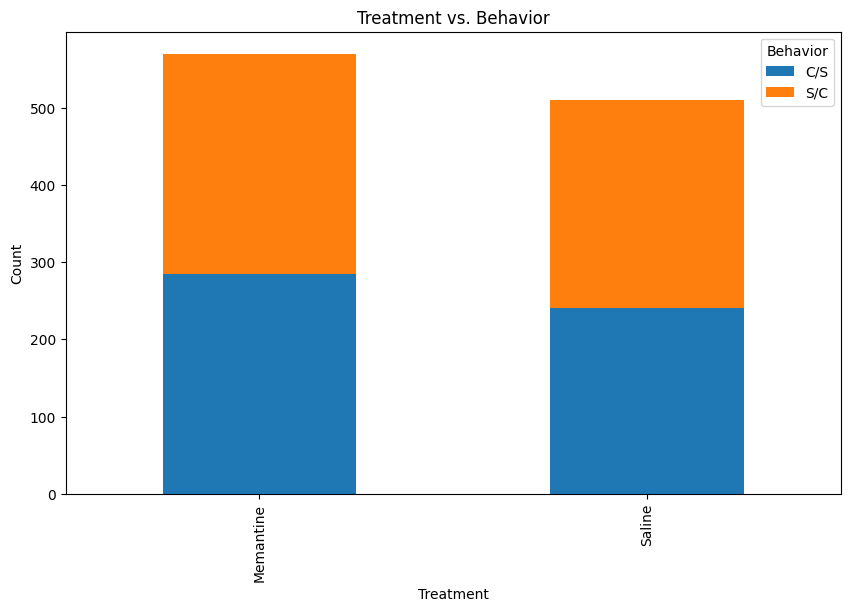 Treatment vs. Behavior
Behavior
C/S
S/C
Count
500
400
300
200
100
0
Memantine
Saline
Treatment